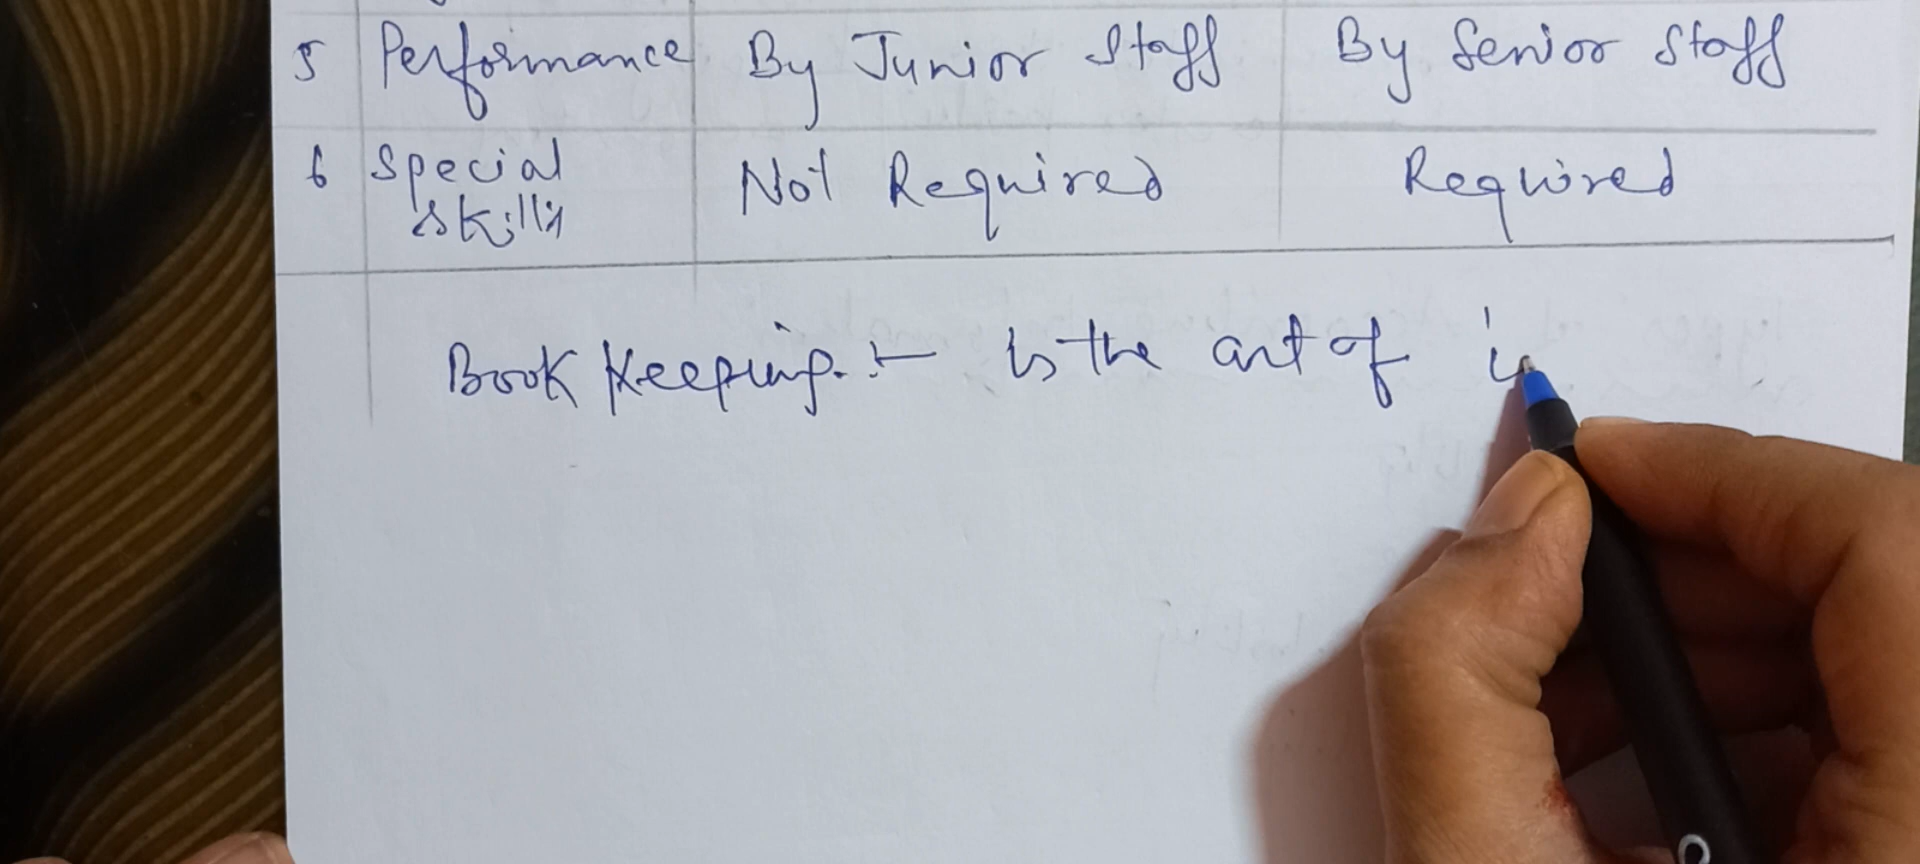 5 Performance By Junior Staff By Senior Staff
6 Special Not Required Required
skills
Book Keeping :- Is the art of i